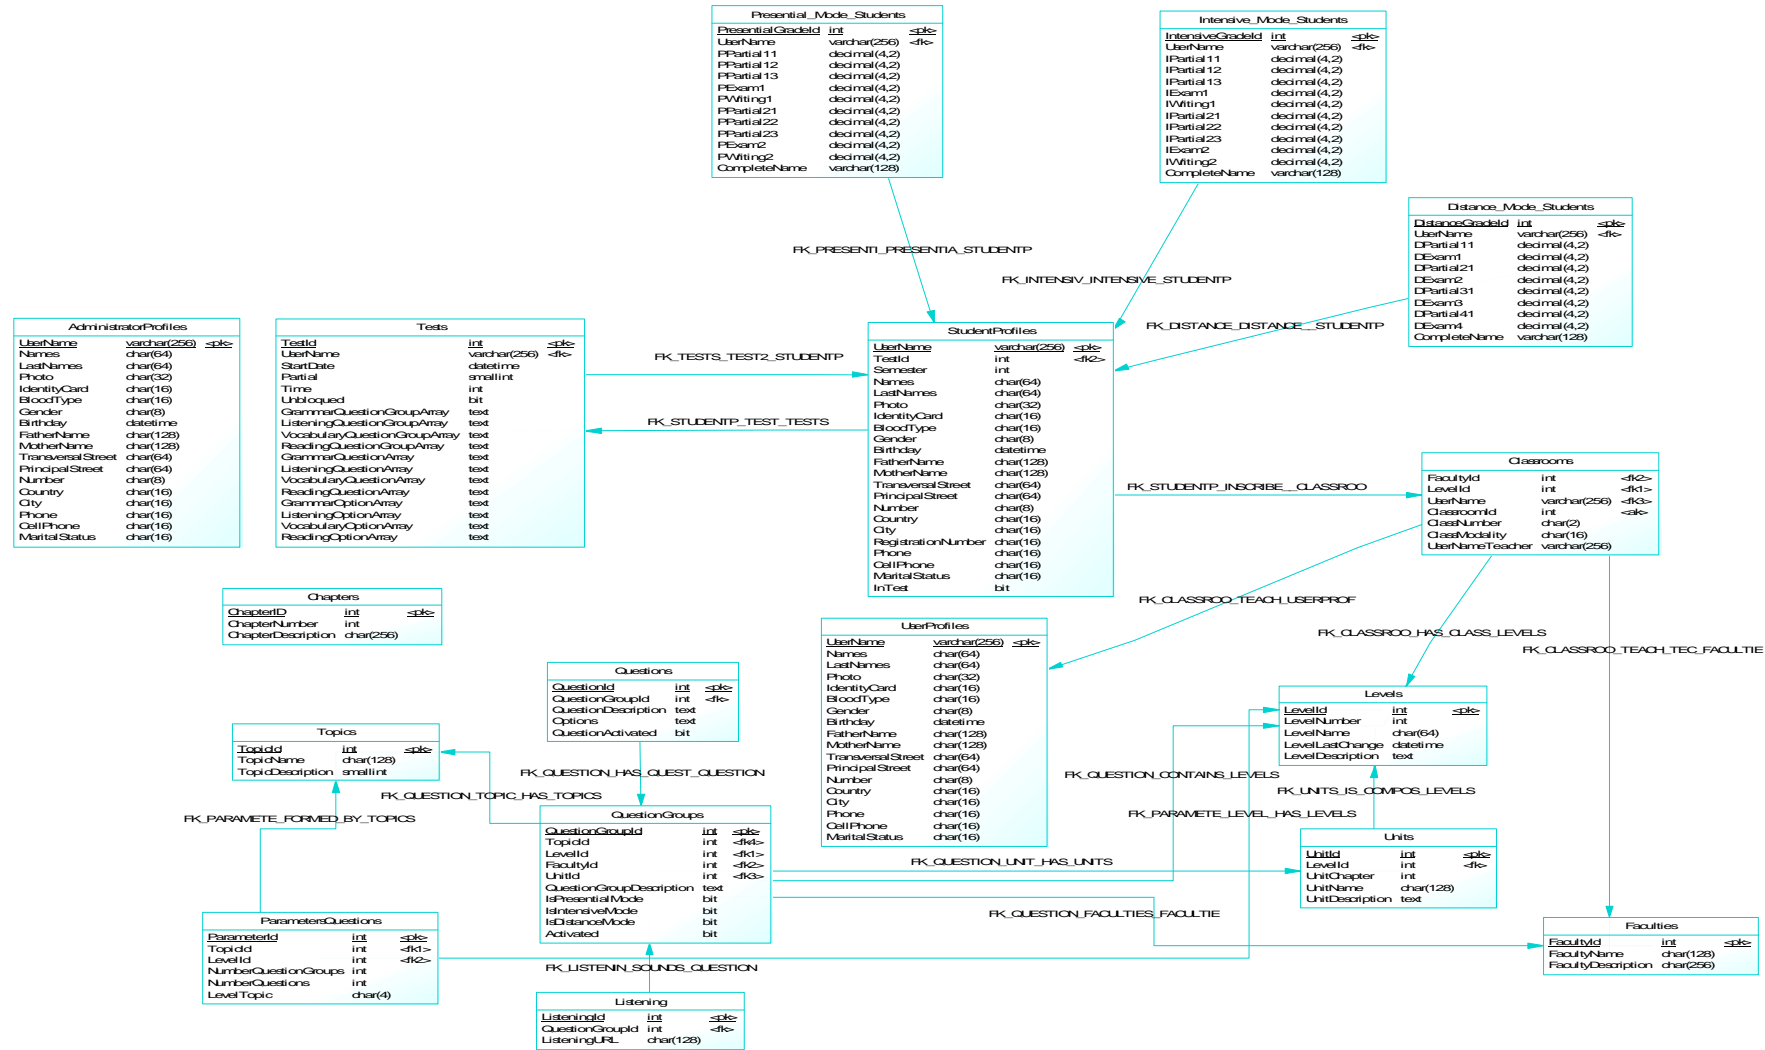 Presential_Mode_Students
PresentialGradeId int <pk>
UserName varchar(256) <fk>
PPartial11 decimal(4,2)
PPartial12 decimal(4,2)
PPartial13 decimal(4,2)
PExam1 decimal(4,2)
PWriting1 decimal(4,2)
PPartial21 decimal(4,2)
PPartial22 decimal(4,2)
PPartial23 decimal(4,2)
PExam2 decimal(4,2)
PWriting2 decimal(4,2)
CompleteName varchar(128)
Intensive_Mode_Students
IntensiveGradeId int <pk>
UserName varchar(256) <fk>
IPartial11 decimal(4,2)
IPartial12 decimal(4,2)
IPartial13 decimal(4,2)
IExam1 decimal(4,2)
IWriting1 decimal(4,2)
IPartial21 decimal(4,2)
IPartial22 decimal(4,2)
IPartial23 decimal(4,2)
IExam2 decimal(4,2)
IWriting2 decimal(4,2)
CompleteName varchar(128)
Distance_Mode_Students
DistanceGradeId int <pk>
UserName varchar(256) <fk>
DPartial11 decimal(4,2)
DExam1 decimal(4,2)
DPartial21 decimal(4,2)
DExam2 decimal(4,2)
DPartial31 decimal(4,2)
DExam3 decimal(4,2)
DPartial41 decimal(4,2)
DExam4 decimal(4,2)
CompleteName varchar(128)
FK_PRESENTI_PRESENTIA_STUDENTP
FK_INTENSIV_INTENSIVE_STUDENTP
FK_DISTANCE_DISTANCE__STUDENTP
AdministratorProfiles
UserName varchar(256) <pk>
Names char(64)
LastNames char(64)
Photo char(32)
IdentityCard char(16)
BloodType char(16)
Gender char(8)
Birthday datetime
FatherName char(128)
MotherName char(128)
TransversalStreet char(64)
PrincipalStreet char(64)
Number char(8)
Country char(16)
City char(16)
Phone char(16)
CellPhone char(16)
MaritalStatus char(16)
Tests
TestId int <pk>
UserName varchar(256) <fk>
StartDate datetime
Partial smallint
Time int
Unbloqued bit
GrammarQuestionGroupArray text
ListeningQuestionGroupArray text
VocabularyQuestionGroupArray text
ReadingQuestionGroupArray text
GrammarQuestionArray text
ListeningQuestionArray text
VocabularyQuestionArray text
ReadingQuestionArray text
GrammarOptionArray text
ListeningOptionArray text
VocabularyOptionArray text
ReadingOptionArray text
FK_TESTS_TEST2_STUDENTP
FK_STUDENTP_TEST_TESTS
StudentProfiles
UserName varchar(256) <pk>
TestId int <fk2>
Semester int
Names char(64)
LastNames char(64)
Photo char(32)
IdentityCard char(16)
BloodType char(16)
Gender char(8)
Birthday datetime
FatherName char(128)
MotherName char(128)
TransversalStreet char(64)
PrincipalStreet char(64)
Number char(8)
Country char(16)
City char(16)
RegistrationNumber char(16)
Phone char(16)
CellPhone char(16)
MaritalStatus char(16)
InTest bit
FK_STUDENTP_INSCRIBE__CLASSROO
Classrooms
FacultyId int <fk2>
LevelId int <fk1>
UserName varchar(256) <fk3>
ClassroomId int <ak>
ClassNumber char(2)
ClassModality char(16)
UserNameTeacher varchar(256)
FK_CLASSROO_TEACH_USERPROF
FK_CLASSROO_HAS_CLASS_LEVELS
FK_CLASSROO_TEACH_TEC_FACULTIE
Chapters
ChapterID int <pk>
ChapterNumber int
ChapterDescription char(256)
UserProfiles
UserName varchar(256) <pk>
Names char(64)
LastNames char(64)
Photo char(32)
IdentityCard char(16)
BloodType char(16)
Gender char(8)
Birthday datetime
FatherName char(128)
MotherName char(128)
TransversalStreet char(64)
PrincipalStreet char(64)
Number char(8)
Country char(16)
City char(16)
Phone char(16)
CellPhone char(16)
MaritalStatus char(16)
Questions
QuestionId int <pk>
QuestionGroupId int <fk>
QuestionDescription text
Options text
QuestionActivated bit
Levels
LevelId int <pk>
LevelNumber int
LevelName char(64)
LevelLastChange datetime
LevelDescription text
Topics
TopicId int <pk>
TopicName char(128)
TopicDescription smallint
FK_QUESTION_HAS_QUEST_QUESTION
FK_QUESTION_CONTAINS_LEVELS
FK_UNITS_IS_COMPOS_LEVELS
FK_QUESTION_TOPIC_HAS_TOPICS
FK_PARAMETE_LEVEL_HAS_LEVELS
FK_PARAMETE_FORMED_BY_TOPICS
QuestionGroups
QuestionGroupId int <pk>
TopicId int <fk4>
LevelId int <fk1>
FacultyId int <fk2>
UnitId int <fk3>
QuestionGroupDescription text
IsPresentialMode bit
IsIntensiveMode bit
IsDistanceMode bit
Activated bit
Units
UnitId int <pk>
LevelId int <fk>
UnitChapter int
UnitName char(128)
UnitDescription text
FK_QUESTION_UNIT_HAS_UNITS
FK_QUESTION_FACULTIES_FACULTIE
ParametersQuestions
ParameterId int <pk>
TopicId int <fk1>
LevelId int <fk2>
NumberQuestionGroups int
NumberQuestions int
LevelTopic char(4)
Faculties
FacultyId int <pk>
FacultyName char(128)
FacultyDescription char(256)
FK_LISTENIN_SOUNDS_QUESTION
Listening
ListeningId int <pk>
QuestionGroupId int <fk>
ListeningURL char(128)